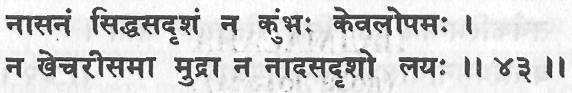 नासनं सिद्धसदृशं न कुंभः केवलोपमः ।
न खेचरीसमा मुद्रा न नादसदृशो लयः ॥ ४३ ॥